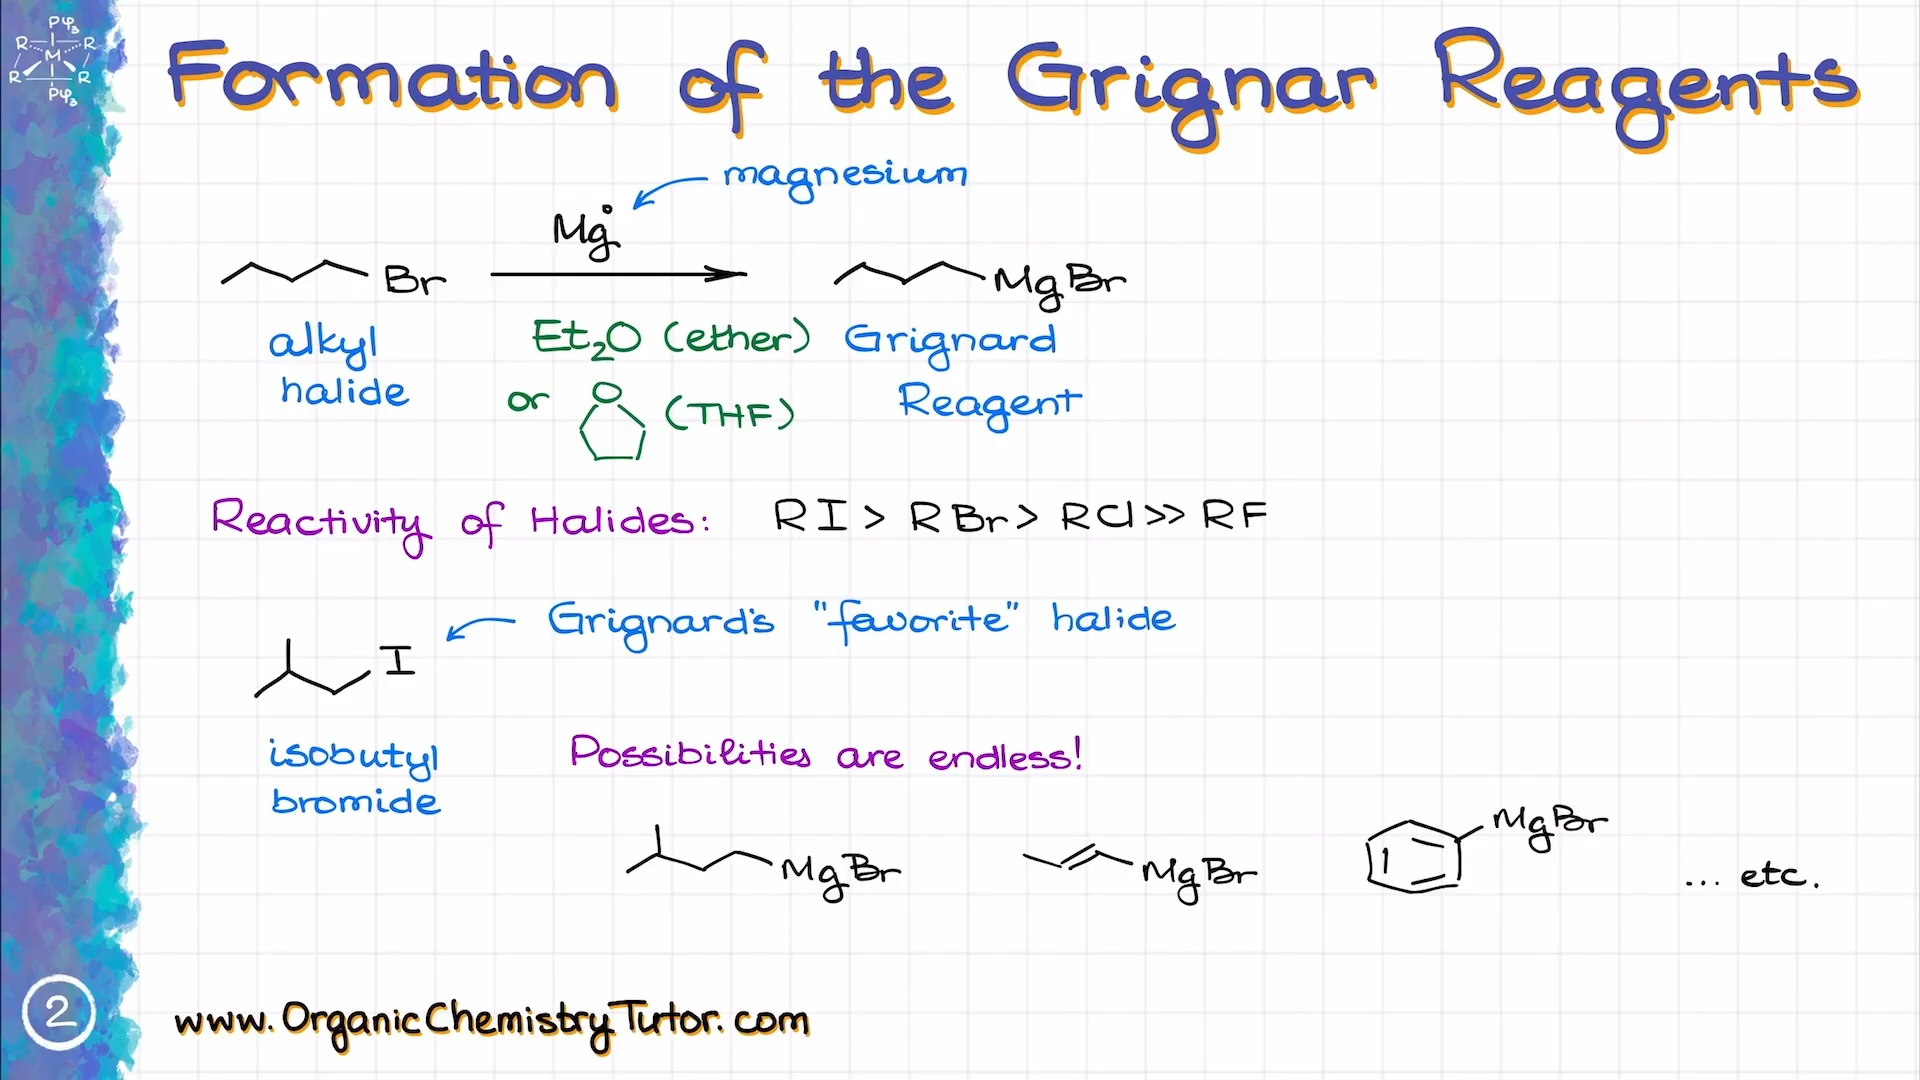 Pφ3
R R
M
R R
Pφ3
Formation of the Grignar Reagents
magnesium
Mg°
Br
MgBr
alkyl
halide
Et2O (ether)
or O (THF)
Grignard
Reagent
Reactivity of Halides: RI > RBr > RCl >> RF
Grignard's "favorite" halide
I
isobutyl
bromide
Possibilities are endless!
MgBr
MgBr
MgBr
... etc.
2
www.OrganicChemistryTutor.com